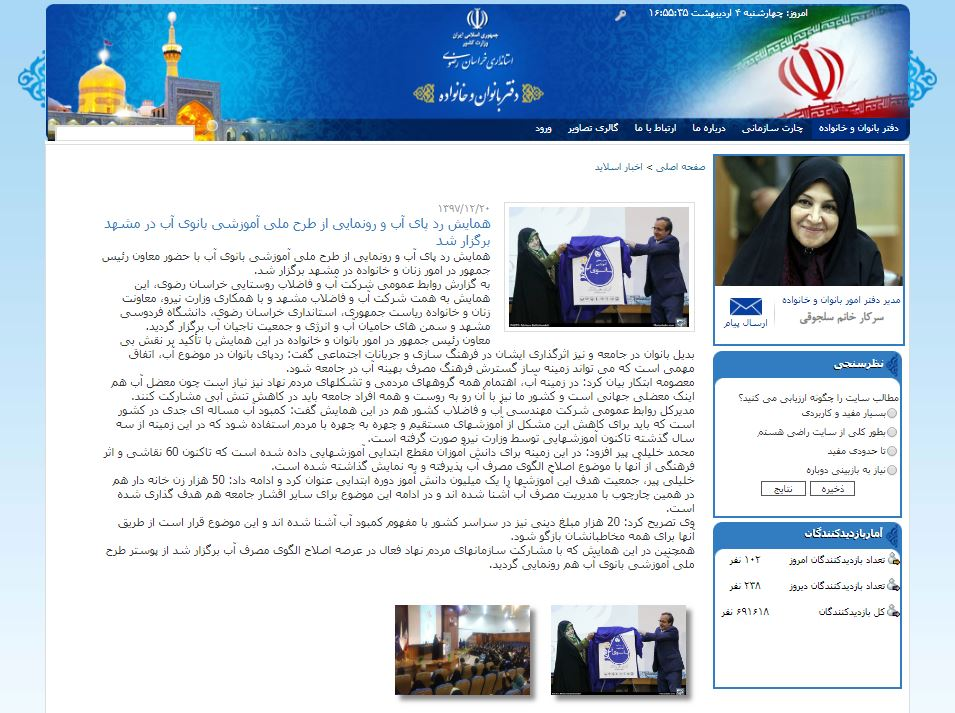 امروز: چهارشنبه ۴ اردیبهشت ۱۶:۵۵:۳۵
جمهوری اسلامی ایران
وزارت کشور
استانداری خراسان رضوی
دفتر بانوان و خانواده
دفتر بانوان و خانواده چارت سازمانی درباره ما ارتباط با ما گالری تصاویر ورود
صفحه اصلی > اخبار اسلاید
مدیر دفتر امور بانوان و خانواده
سرکار خانم سلجوقی
ارسال پیام
نظرسنجی
مطالب سایت را چگونه ارزیابی می کنید؟
بسیار مفید و کاربردی
بطور کلی از سایت راضی هستم
تا حدودی مفید
نیاز به بازبینی دوباره
ذخیره نتایج
آمار بازدیدکنندگان
تعداد بازدیدکنندگان امروز ۱۰۲ نفر
تعداد بازدیدکنندگان دیروز ۲۳۸ نفر
کل بازدیدکنندگان ۶۹۱۶۱۸ نفر
۱۳۹۷/۱۲/۲۰
همایش رد پای آب و رونمایی از طرح ملی آموزشی بانوی آب در مشهد
برگزار شد
همایش رد پای آب و رونمایی از طرح ملی آموزشی بانوی آب با حضور معاون رئیس
جمهور در امور زنان و خانواده در مشهد برگزار شد.
به گزارش روابط عمومی شرکت آب و فاضلاب روستایی خراسان رضوی، این
همایش به همت شرکت آب و فاضلاب مشهد و با همکاری وزارت نیرو، معاونت
زنان و خانواده ریاست جمهوری، استانداری خراسان رضوی، دانشگاه فردوسی
مشهد و سمن های حامیان آب و انرژی و جمعیت ناجیان آب برگزار گردید.
معاون رئیس جمهور در امور بانوان و خانواده در این همایش با تأکید بر نقش بی
بدیل بانوان در جامعه و نیز اثرگذاری ایشان در فرهنگ سازی و جریانات اجتماعی گفت: ردپای بانوان در موضوع آب، اتفاق
مهمی است که می تواند زمینه ساز گسترش فرهنگ مصرف بهینه آب در جامعه شود.
معصومه ابتکار بیان کرد: در زمینه آب، اهتمام همه گروههای مردمی و تشکلهای مردم نهاد نیز نیاز است چون معضل آب هم
اینک معضلی جهانی است و کشور ما نیز با آن رو به روست و همه افراد جامعه باید در کاهش تنش آبی مشارکت کنند.
مدیرکل روابط عمومی شرکت مهندسی آب و فاضلاب کشور هم در این همایش گفت: کمبود آب مساله ای جدی در کشور
است که باید برای کاهش این مشکل از آموزشهای مستقیم و چهره به چهره با مردم استفاده شود که در این زمینه از سه
سال گذشته تاکنون آموزشهایی توسط وزارت نیرو صورت گرفته است.
محمد خلیلی پیر افزود: در این زمینه برای دانش آموزان مقطع ابتدایی آموزشهایی داده شده است که تاکنون 60 نقاشی و اثر
فرهنگی از آنها با موضوع اصلاح الگوی مصرف آب پذیرفته و به نمایش گذاشته شده است.
خلیلی پیر، جمعیت هدف این آموزشها را یک میلیون دانش آموز دوره ابتدایی عنوان کرد و ادامه داد: 50 هزار زن خانه دار هم
در همین چارچوب با مدیریت مصرف آب آشنا شده اند و در ادامه این موضوع برای سایر اقشار جامعه هم هدف گذاری شده
است.
وی تصریح کرد: 20 هزار مبلغ دینی نیز در سراسر کشور با مفهوم کمبود آب آشنا شده اند و این موضوع قرار است از طریق
آنها برای همه مخاطبانشان بازگو شود.
همچنین در این همایش که با مشارکت سازمانهای مردم نهاد فعال در عرصه اصلاح الگوی مصرف آب برگزار شد از پوستر طرح
ملی آموزشی بانوی آب هم رونمایی گردید.